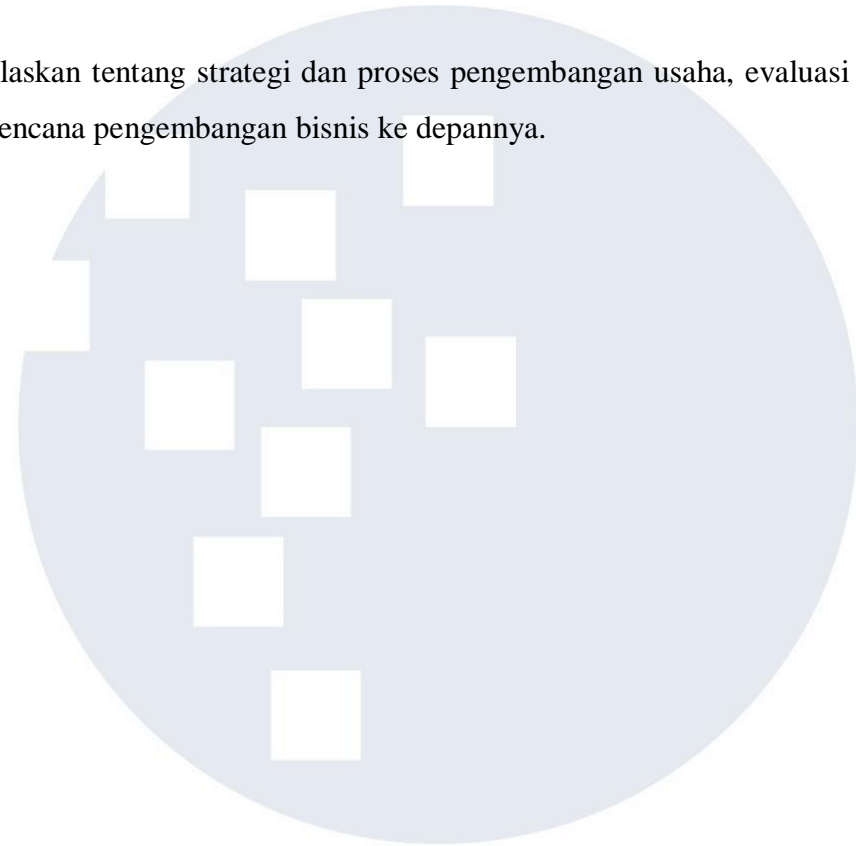 laskan tentang strategi dan proses pengembangan usaha, evaluasi
encana pengembangan bisnis ke depannya.